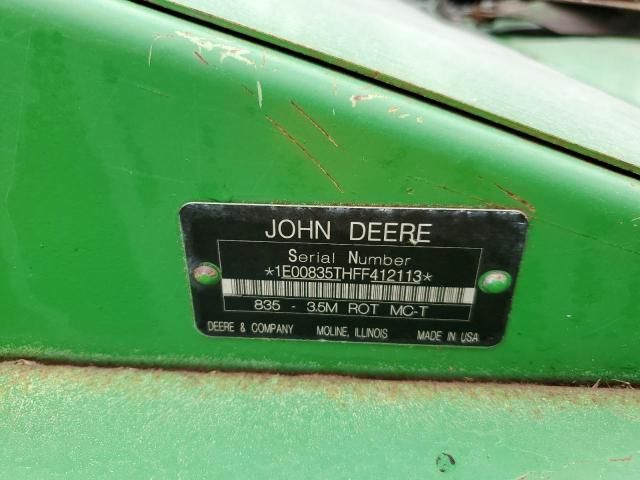 JOHN DEERE
Serial Number
*1E00835THFF412113*
835 - 3.5M ROT MC-T
DEERE & COMPANY MOLINE, ILLINOIS MADE IN USA